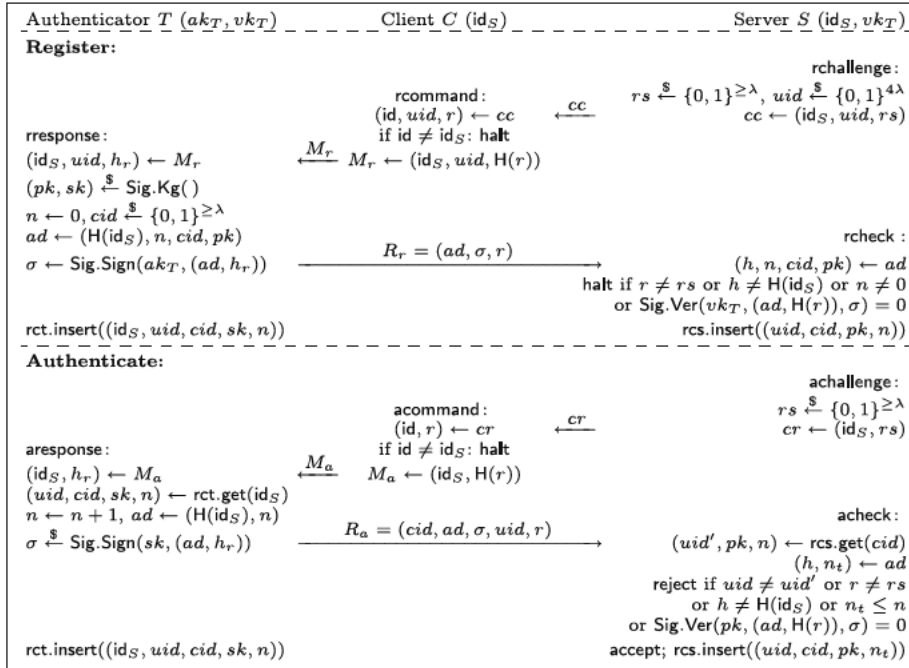 Authenticator T (ak_T, vk_T) Client C (id_S) Server S (id_S, vk_T)
Register:
rchallenge:
rcommand: rs ←$ {0, 1}^{≥λ}, uid ←$ {0, 1}^{4λ}
(id, uid, r) ← cc ←cc cc ← (id_S, uid, rs)
rresponse: if id ≠ id_S: halt
(id_S, uid, h_r) ← M_r ←M_r M_r ← (id_S, uid, H(r))
(pk, sk) ←$ Sig.Kg( )
n ← 0, cid ←$ {0, 1}^{≥λ}
ad ← (H(id_S), n, cid, pk) R_r = (ad, σ, r) rcheck :
σ ← Sig.Sign(ak_T, (ad, h_r)) → (h, n, cid, pk) ← ad
halt if r ≠ rs or h ≠ H(id_S) or n ≠ 0
or Sig.Ver(vk_T, (ad, H(r)), σ) = 0
rct.insert((id_S, uid, cid, sk, n)) rcs.insert((uid, cid, pk, n))
Authenticate:
achallenge:
acommand: rs ←$ {0, 1}^{≥λ}
(id, r) ← cr ←cr cr ← (id_S, rs)
aresponse: if id ≠ id_S: halt
(id_S, h_r) ← M_a ←M_a M_a ← (id_S, H(r))
(uid, cid, sk, n) ← rct.get(id_S)
n ← n + 1, ad ← (H(id_S), n) R_a = (cid, ad, σ, uid, r) acheck:
σ ←$ Sig.Sign(sk, (ad, h_r)) → (uid′, pk, n) ← rcs.get(cid)
(h, n_t) ← ad
reject if uid ≠ uid′ or r ≠ rs
or h ≠ H(id_S) or n_t ≤ n
or Sig.Ver(pk, (ad, H(r)), σ) = 0
rct.insert((id_S, uid, cid, sk, n)) accept; rcs.insert((uid, cid, pk, n_t))